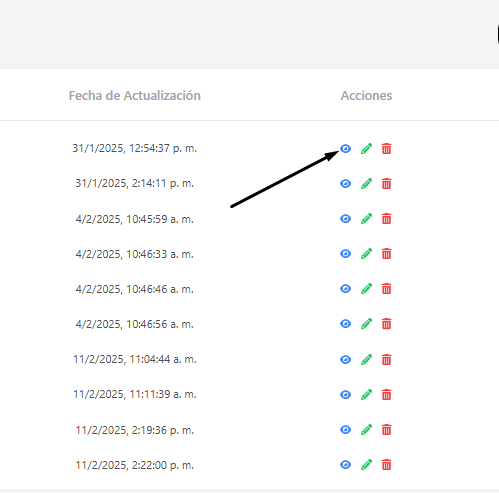 Fecha de Actualización Acciones
31/1/2025, 12:54:37 p. m.
31/1/2025, 2:14:11 p. m.
4/2/2025, 10:45:59 a. m.
4/2/2025, 10:46:33 a. m.
4/2/2025, 10:46:46 a. m.
4/2/2025, 10:46:56 a. m.
11/2/2025, 11:04:44 a. m.
11/2/2025, 11:11:39 a. m.
11/2/2025, 2:19:36 p. m.
11/2/2025, 2:22:00 p. m.